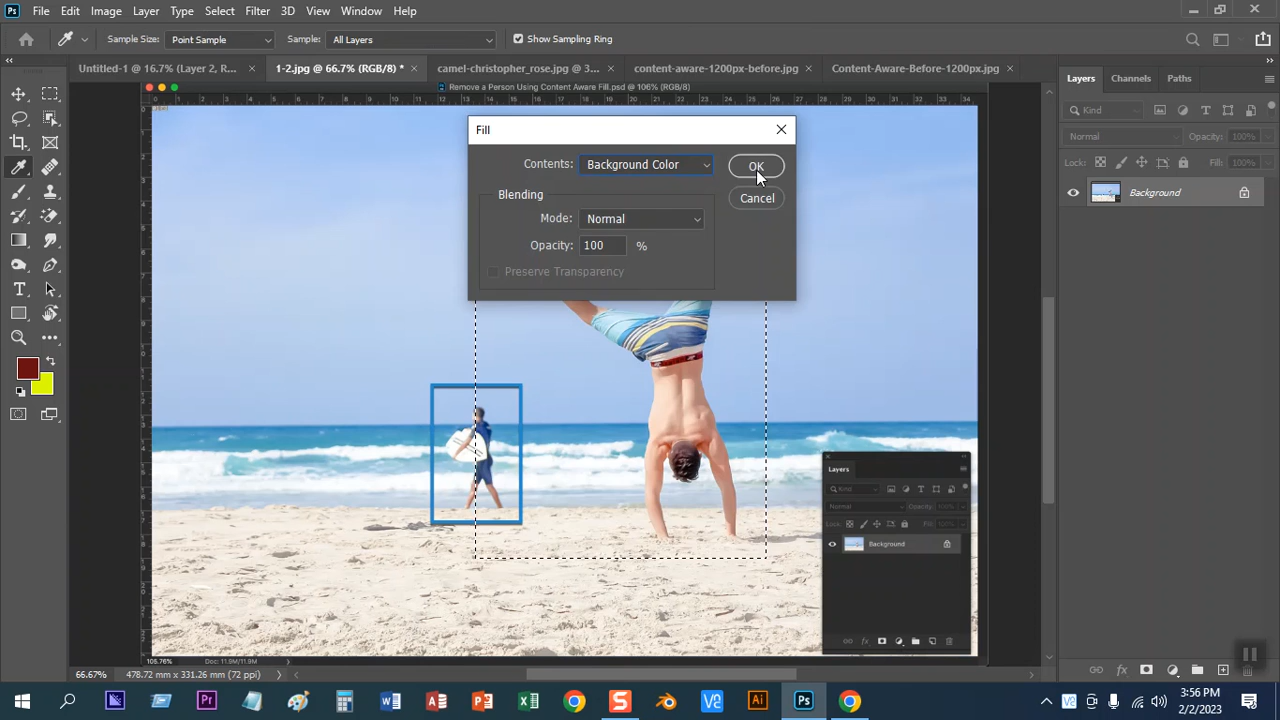 Ps File Edit Image Layer Type Select Filter 3D View Window Help
Sample Size: Point Sample Sample: All Layers Show Sampling Ring
Untitled-1 @ 16.7% (Layer 2, R... × 1-2.jpg @ 66.7% (RGB/8) * × camel-christophe_rose.jpg @ 3... × content-aware-1200px-before.jpg × Content-Aware-Before-1200px.jpg ×
Remove a Person Using Content Aware Fill.psd @ 106% (RGB/8)
Layers Channels Paths
Kind
Normal Opacity: 100%
Lock: Fill: 100%
Background
Fill
Contents: Background Color
OK
Cancel
Blending
Mode: Normal
Opacity: 100 %
Preserve Transparency
Layers
Kind
Normal Opacity: 100%
Lock: Fill: 100%
Background
105.76% Doc: 11.9M/11.9M
66.67% 478.72 mm x 331.26 mm (72 ppi)
Pr W A P X S Ai Ps
3:56 PM
2/2/2023